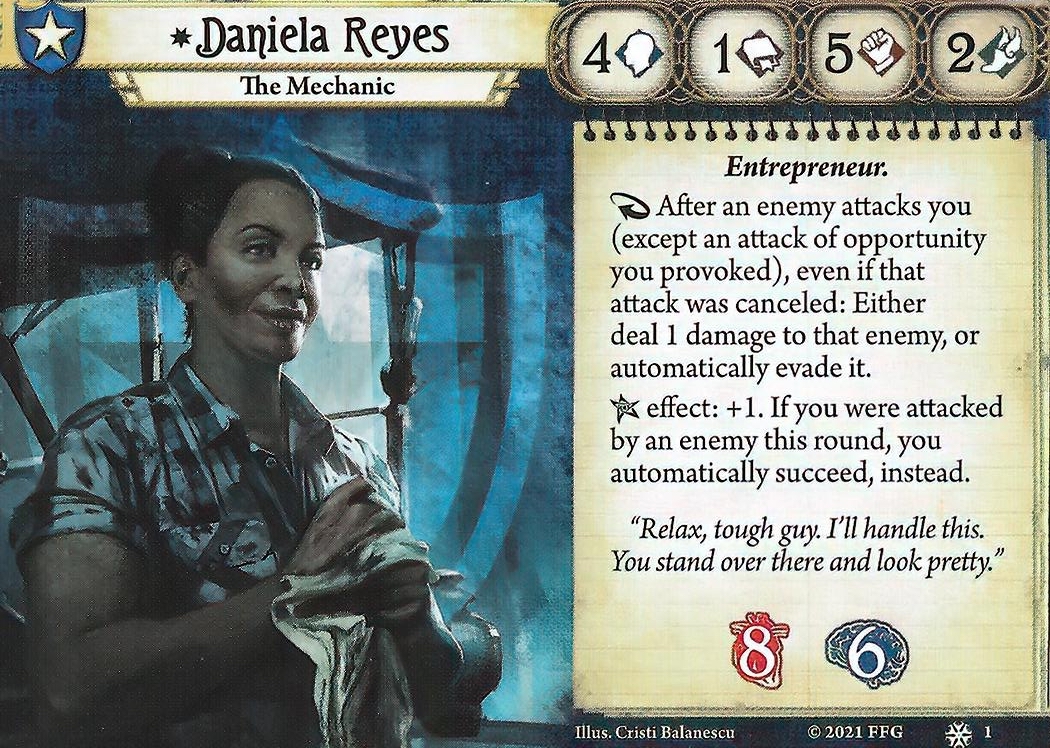 Daniela Reyes
The Mechanic
4 1 5 2
Entrepreneur.
After an enemy attacks you
(except an attack of opportunity
you provoked), even if that
attack was canceled: Either
deal 1 damage to that enemy, or
automatically evade it.
effect: +1. If you were attacked
by an enemy this round, you
automatically succeed, instead.
“Relax, tough guy. I’ll handle this.
You stand over there and look pretty.”
8 6
Illus. Cristi Balanescu © 2021 FFG 1